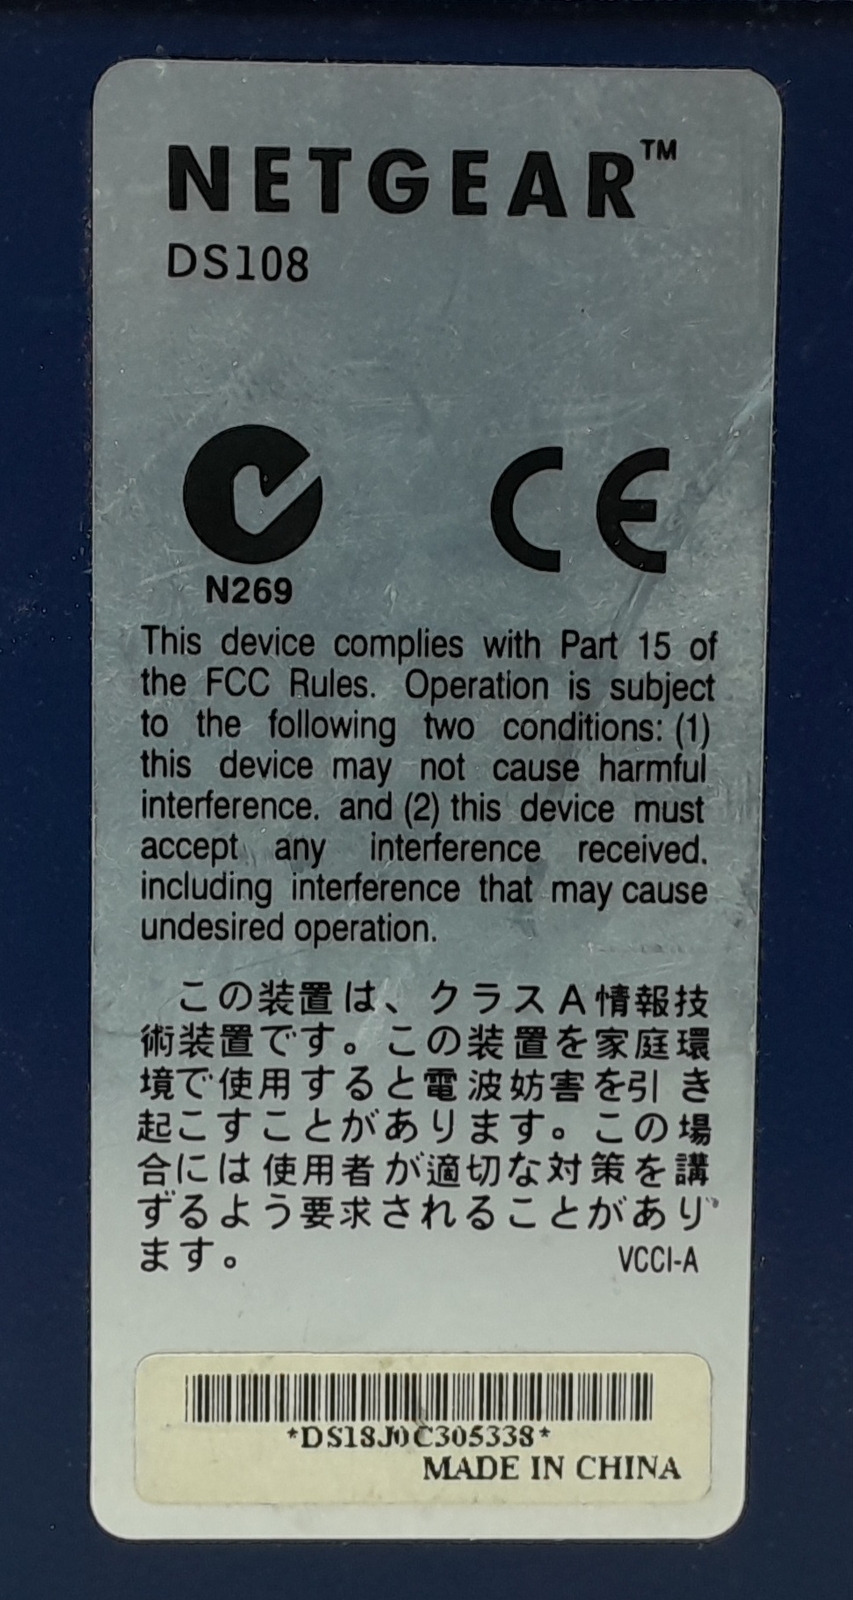 NETGEAR™
DS108
N269
CE
This device complies with Part 15 of
the FCC Rules. Operation is subject
to the following two conditions: (1)
this device may not cause harmful
interference. and (2) this device must
accept any interference received.
including interference that may cause
undesired operation.
この装置は、クラスA情報技
術装置です。この装置を家庭環
境で使用すると電波妨害を引き
起こすことがあります。この場
合には使用者が適切な対策を講
ずるよう要求されることがあり
ます。 VCCI-A
*DS18J0C305338*
MADE IN CHINA